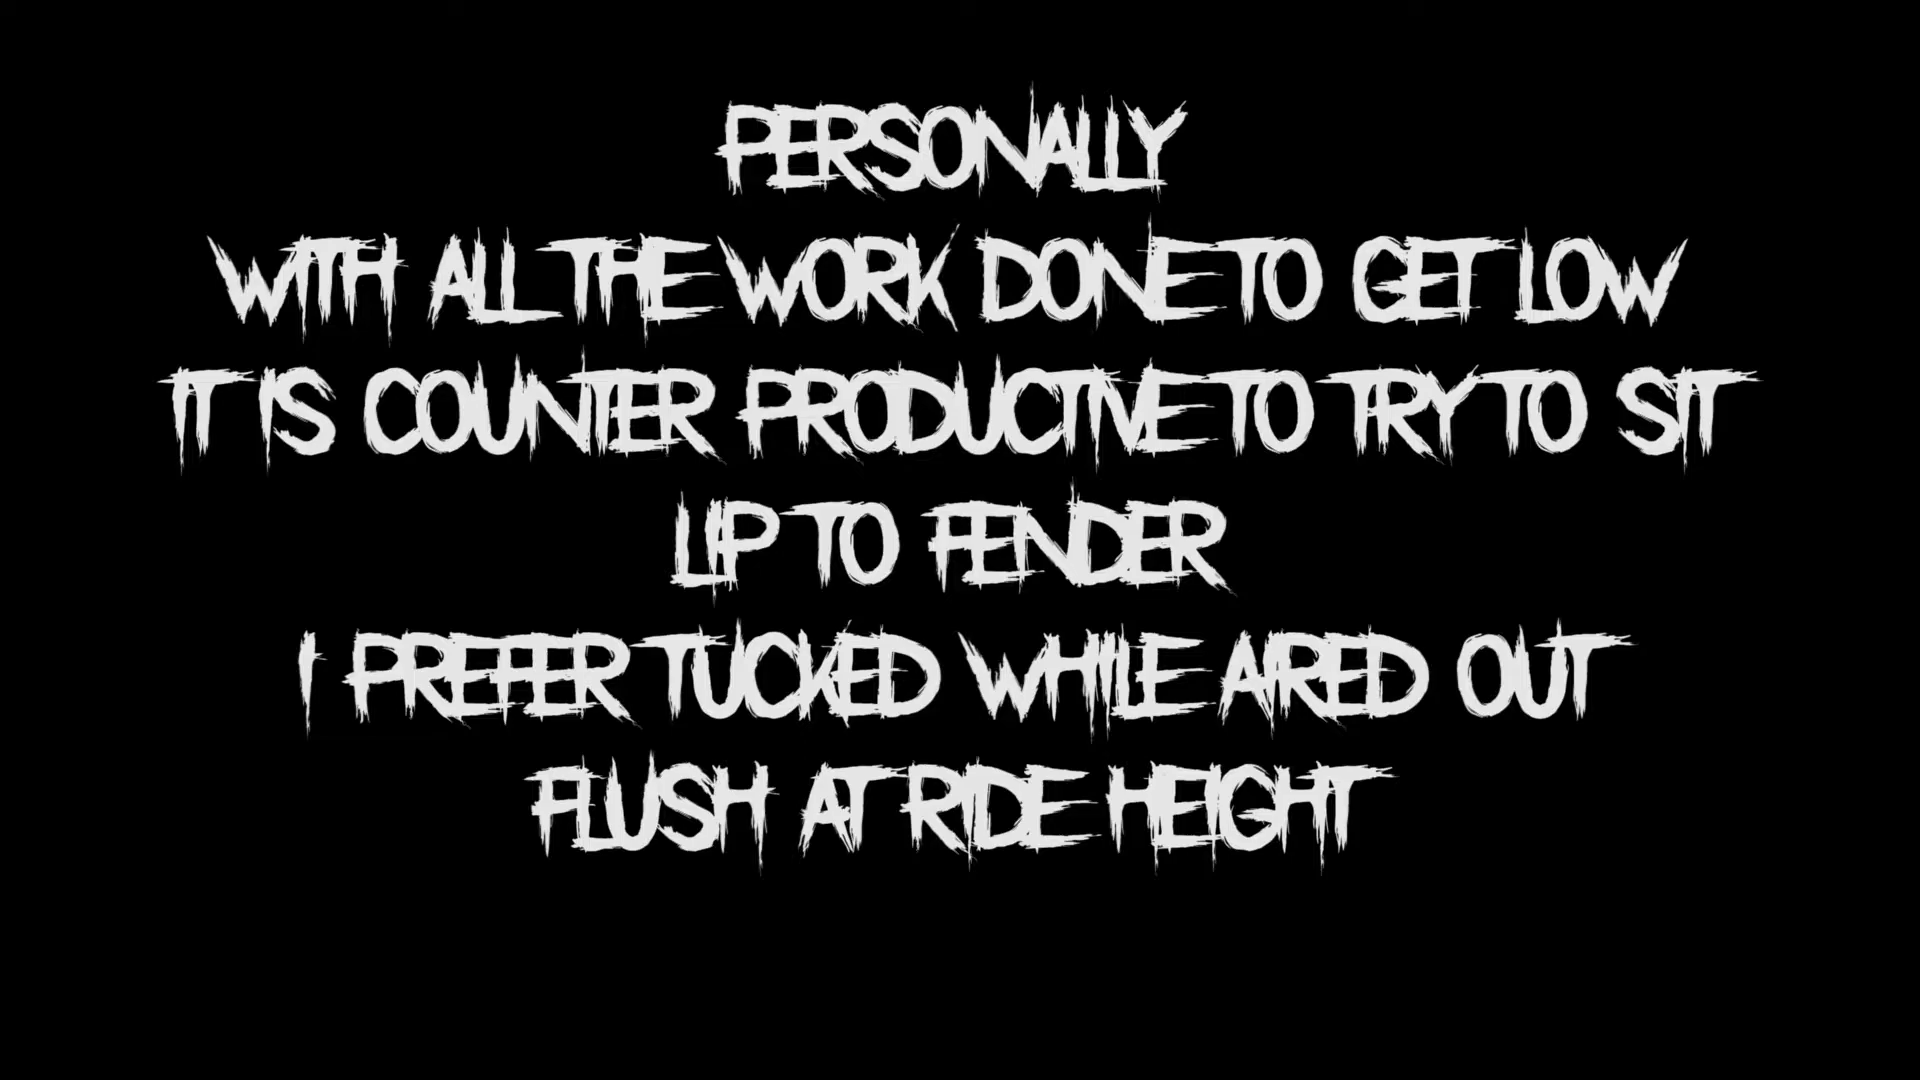 PERSONALLY
WITH ALL THE WORK DONE TO GET LOW
IT IS COUNTER PRODUCTIVE TO TRY TO SIT
LIP TO FENDER
I PREFER TUCKED WHILE AIRED OUT
FLUSH AT RIDE HEIGHT